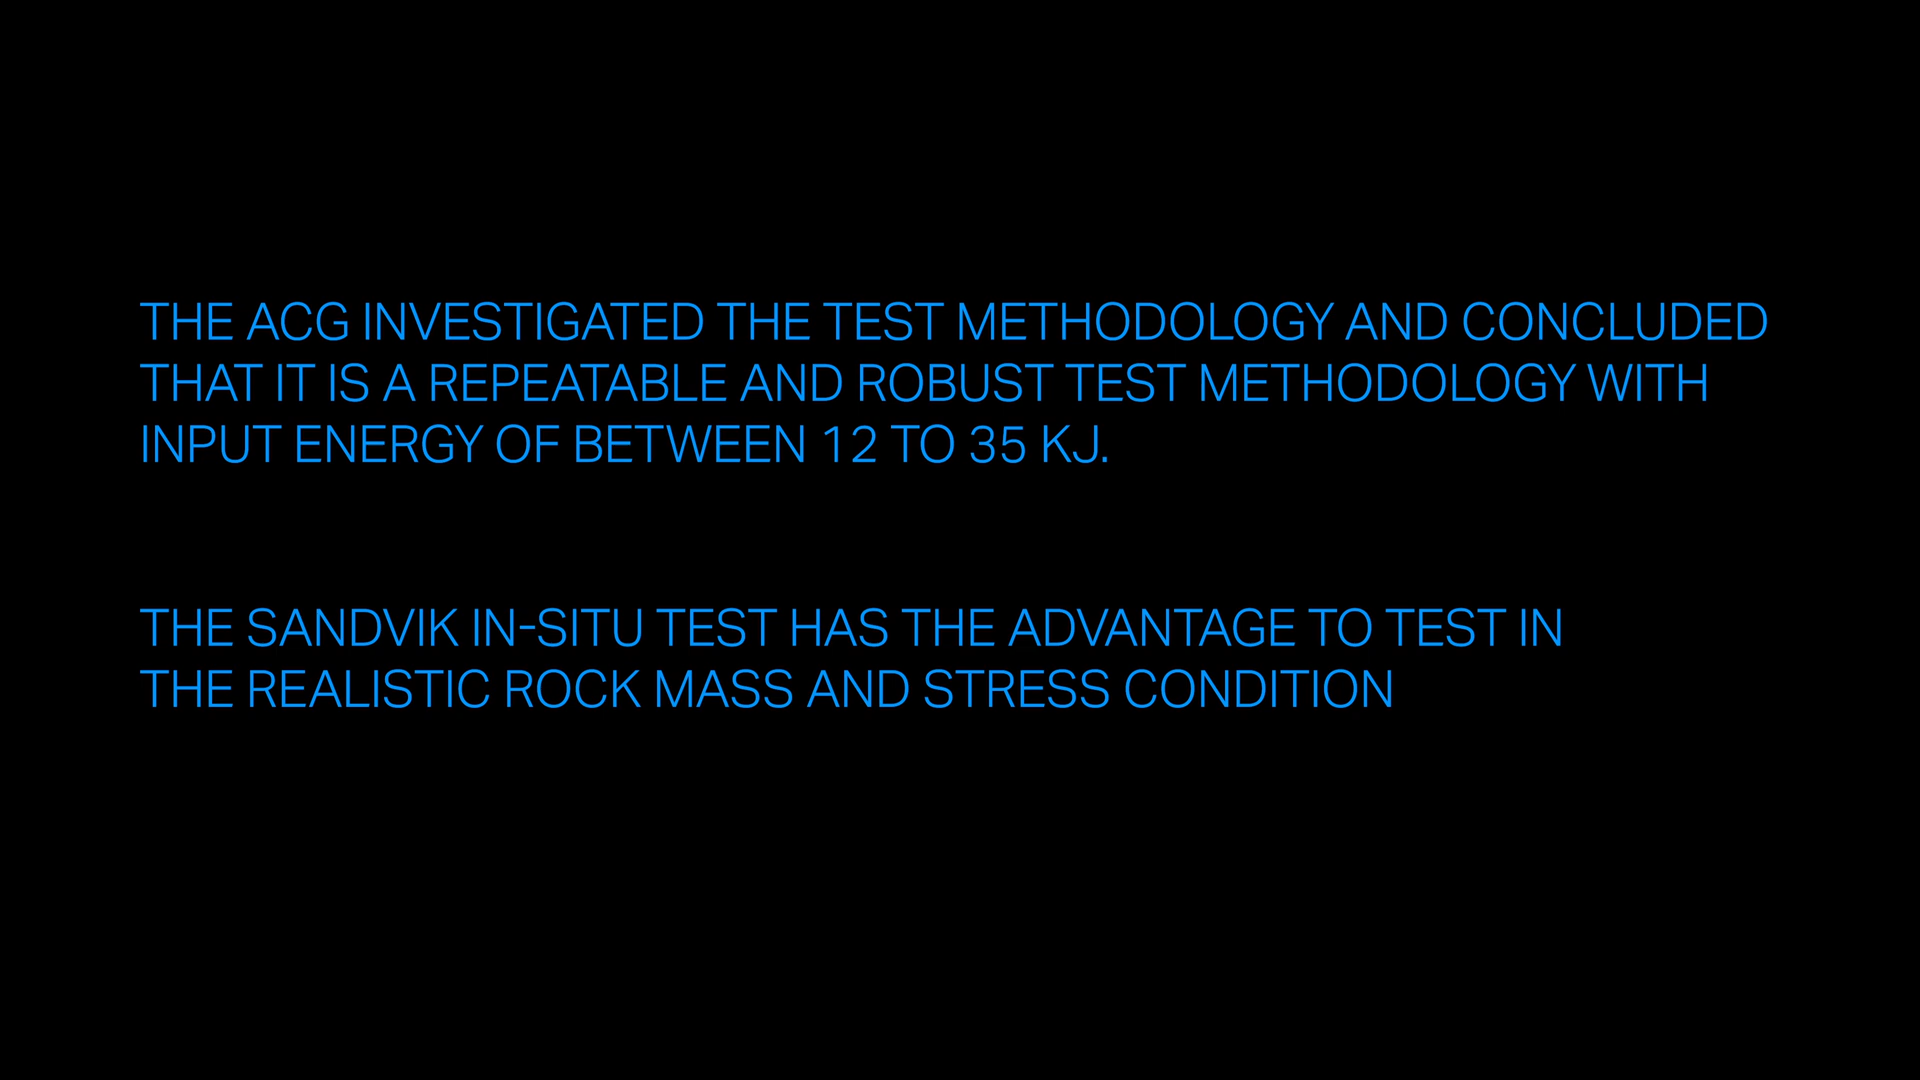 THE ACG INVESTIGATED THE TEST METHODOLOGY AND CONCLUDED
THAT IT IS A REPEATABLE AND ROBUST TEST METHODOLOGY WITH
INPUT ENERGY OF BETWEEN 12 TO 35 KJ.
THE SANDVIK IN-SITU TEST HAS THE ADVANTAGE TO TEST IN
THE REALISTIC ROCK MASS AND STRESS CONDITION